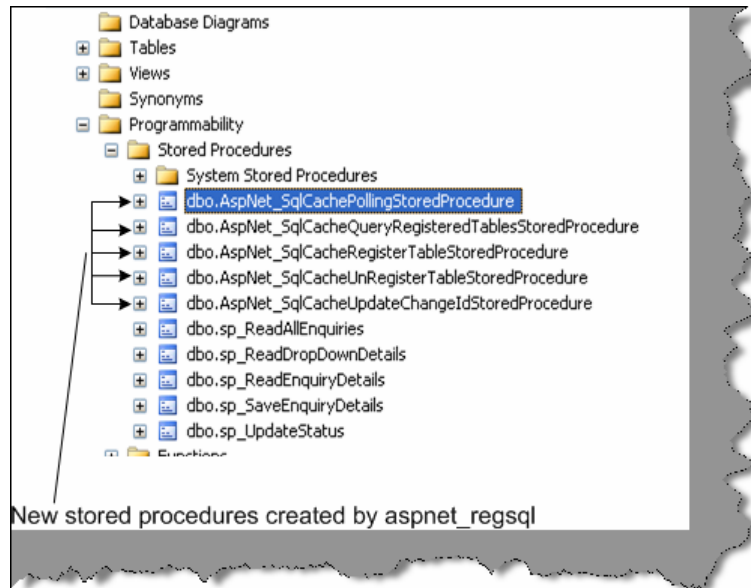 Database Diagrams
Tables
Views
Synonyms
Programmability
Stored Procedures
System Stored Procedures
dbo.AspNet_SqlCachePollingStoredProcedure
dbo.AspNet_SqlCacheQueryRegisteredTablesStoredProcedure
dbo.AspNet_SqlCacheRegisterTableStoredProcedure
dbo.AspNet_SqlCacheUnRegisterTableStoredProcedure
dbo.AspNet_SqlCacheUpdateChangeIdStoredProcedure
dbo.sp_ReadAllEnquiries
dbo.sp_ReadDropDownDetails
dbo.sp_ReadEnquiryDetails
dbo.sp_SaveEnquiryDetails
dbo.sp_UpdateStatus
Functions
New stored procedures created by aspnet_regsql